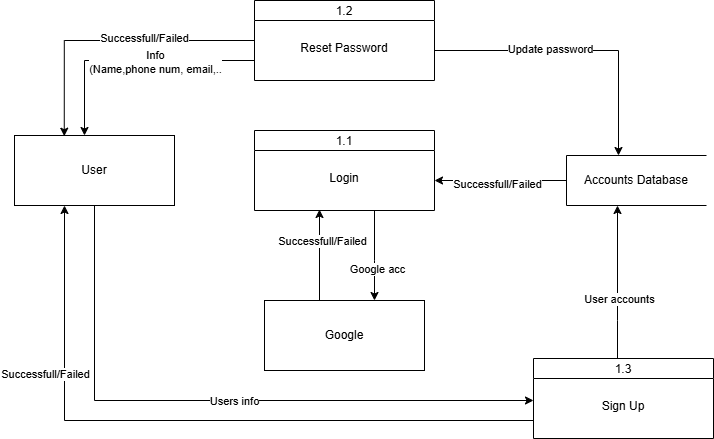 1.2
Reset Password
Successfull/Failed
Info
(Name,phone num, email,..
Update password
User
1.1
Login
Successfull/Failed
Accounts Database
Successfull/Failed
Google acc
Google
User accounts
1.3
Sign Up
Successfull/Failed
Users info